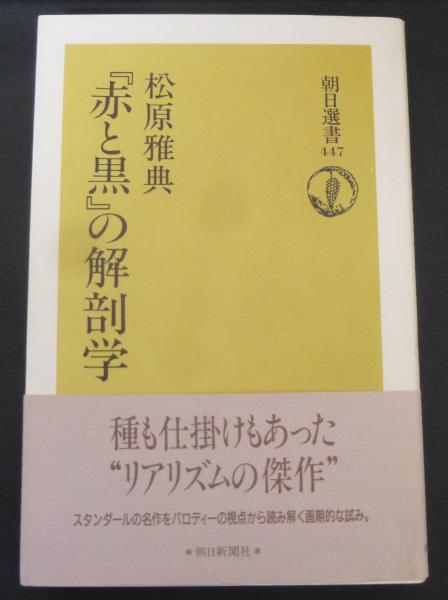 朝日選書
447
松原雅典
『赤と黒』の解剖学
種も仕掛けもあった
“リアリズムの傑作”
スタンダールの名作をパロディーの視点から読み解く画期的な試み。
＊朝日新聞社＊